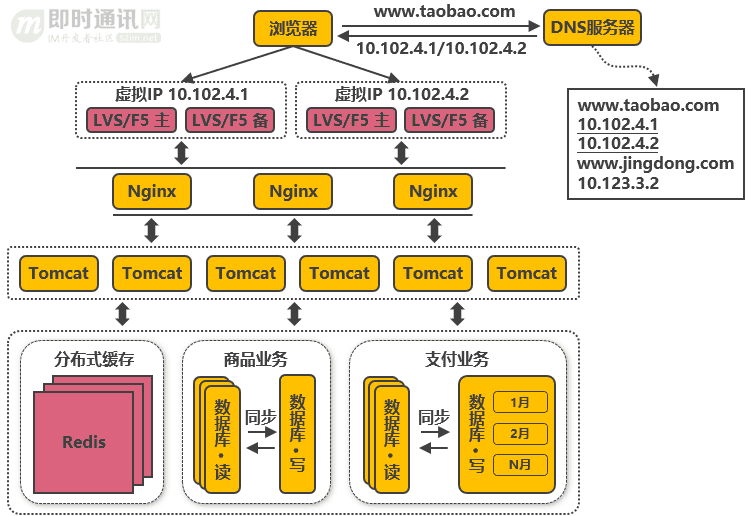 即时通讯网
IM开发者社区 52im.net
浏览器
www.taobao.com
10.102.4.1/10.102.4.2
DNS服务器
www.taobao.com
10.102.4.1
10.102.4.2
www.jingdong.com
10.123.3.2
虚拟IP 10.102.4.1
LVS/F5 主
LVS/F5 备
虚拟IP 10.102.4.2
LVS/F5 主
LVS/F5 备
Nginx
Nginx
Nginx
Tomcat
Tomcat
Tomcat
Tomcat
Tomcat
Tomcat
分布式缓存
Redis
商品业务
数据库·读
同步
数据库·写
支付业务
数据库·读
同步
数据库·写
1月
2月
N月